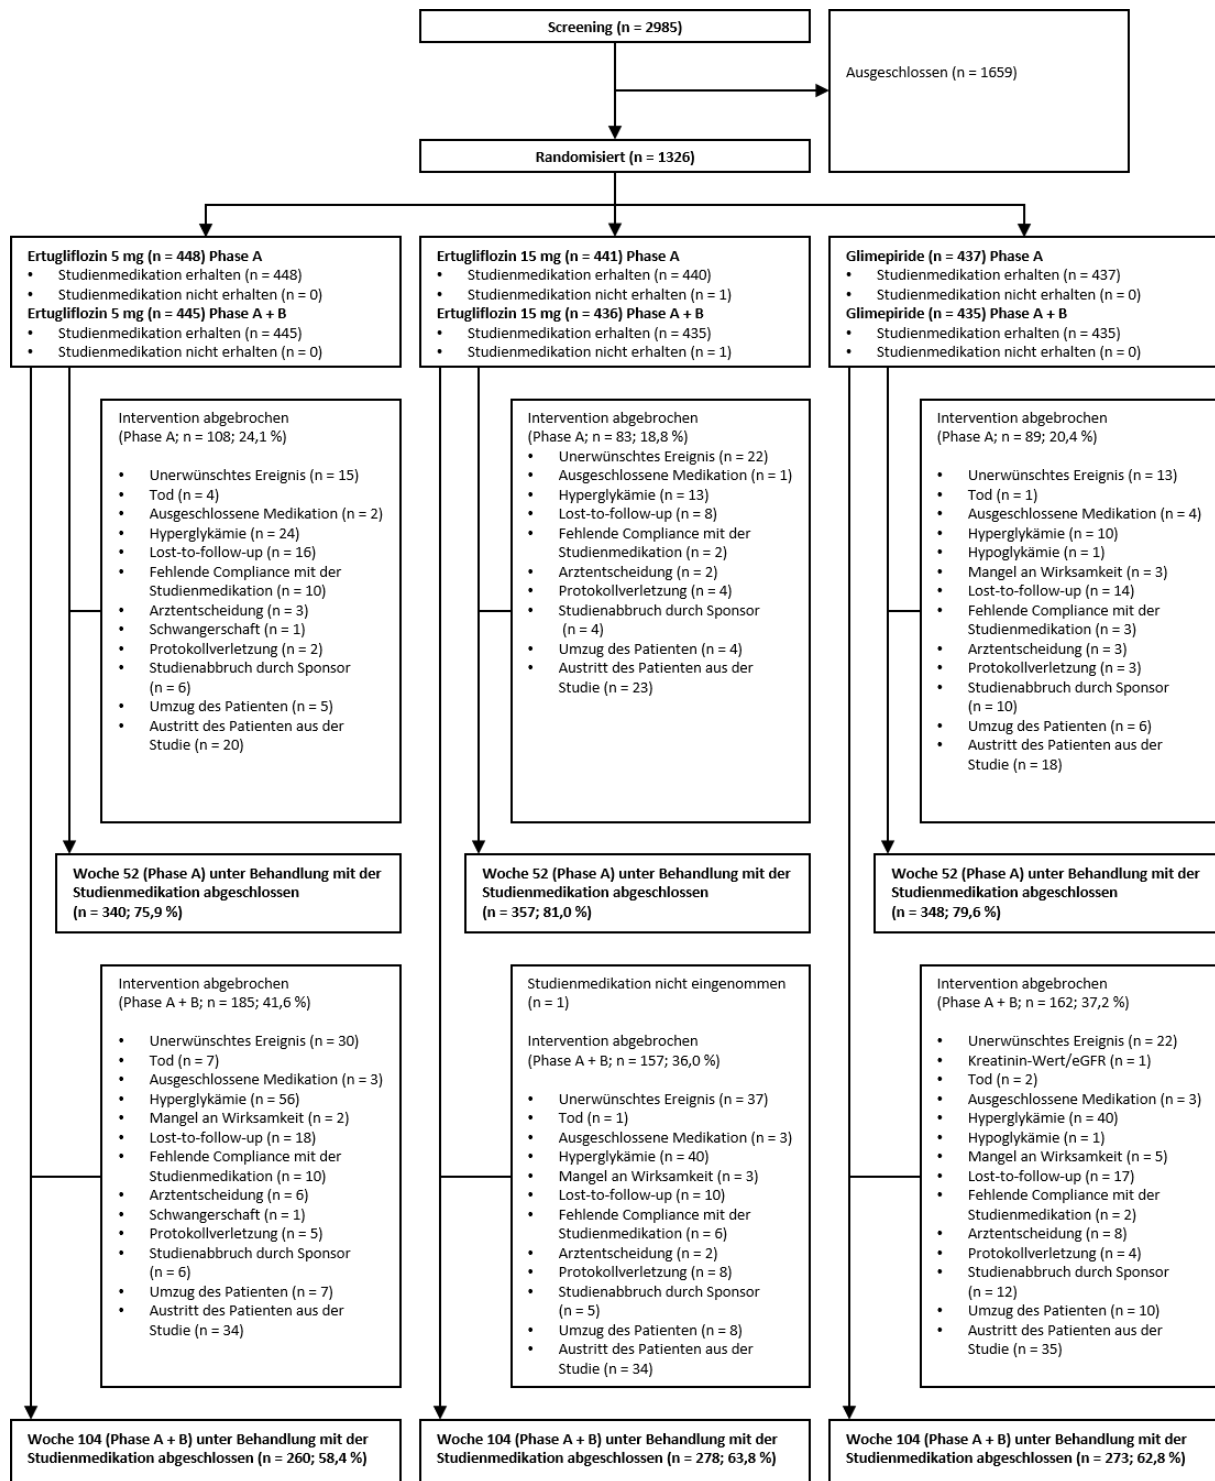 Screening (n = 2985)
Ausgeschlossen (n = 1659)
Randomisiert (n = 1326)
Ertugliflozin 5 mg (n = 448) Phase A
• Studienmedikation erhalten (n = 448)
• Studienmedikation nicht erhalten (n = 0)
Ertugliflozin 5 mg (n = 445) Phase A + B
• Studienmedikation erhalten (n = 445)
• Studienmedikation nicht erhalten (n = 0)
Ertugliflozin 15 mg (n = 441) Phase A
• Studienmedikation erhalten (n = 440)
• Studienmedikation nicht erhalten (n = 1)
Ertugliflozin 15 mg (n = 436) Phase A + B
• Studienmedikation erhalten (n = 435)
• Studienmedikation nicht erhalten (n = 1)
Glimepiride (n = 437) Phase A
• Studienmedikation erhalten (n = 437)
• Studienmedikation nicht erhalten (n = 0)
Glimepiride (n = 435) Phase A + B
• Studienmedikation erhalten (n = 435)
• Studienmedikation nicht erhalten (n = 0)
Intervention abgebrochen
(Phase A; n = 108; 24,1 %)
• Unerwünschtes Ereignis (n = 15)
• Tod (n = 4)
• Ausgeschlossene Medikation (n = 2)
• Hyperglykämie (n = 24)
• Lost-to-follow-up (n = 16)
• Fehlende Compliance mit der
Studienmedikation (n = 10)
• Arztentscheidung (n = 3)
• Schwangerschaft (n = 1)
• Protokollverletzung (n = 2)
• Studienabbruch durch Sponsor
(n = 6)
• Umzug des Patienten (n = 5)
• Austritt des Patienten aus der
Studie (n = 20)
Intervention abgebrochen
(Phase A; n = 83; 18,8 %)
• Unerwünschtes Ereignis (n = 22)
• Ausgeschlossene Medikation (n = 1)
• Hyperglykämie (n = 13)
• Lost-to-follow-up (n = 8)
• Fehlende Compliance mit der
Studienmedikation (n = 2)
• Arztentscheidung (n = 2)
• Protokollverletzung (n = 4)
• Studienabbruch durch Sponsor
(n = 4)
• Umzug des Patienten (n = 4)
• Austritt des Patienten aus der
Studie (n = 23)
Intervention abgebrochen
(Phase A; n = 89; 20,4 %)
• Unerwünschtes Ereignis (n = 13)
• Tod (n = 1)
• Ausgeschlossene Medikation (n = 4)
• Hyperglykämie (n = 10)
• Hypoglykämie (n = 1)
• Mangel an Wirksamkeit (n = 3)
• Lost-to-follow-up (n = 14)
• Fehlende Compliance mit der
Studienmedikation (n = 3)
• Arztentscheidung (n = 3)
• Protokollverletzung (n = 3)
• Studienabbruch durch Sponsor
(n = 10)
• Umzug des Patienten (n = 6)
• Austritt des Patienten aus der
Studie (n = 18)
Woche 52 (Phase A) unter Behandlung mit der
Studienmedikation abgeschlossen
(n = 340; 75,9 %)
Woche 52 (Phase A) unter Behandlung mit der
Studienmedikation abgeschlossen
(n = 357; 81,0 %)
Woche 52 (Phase A) unter Behandlung mit der
Studienmedikation abgeschlossen
(n = 348; 79,6 %)
Intervention abgebrochen
(Phase A + B; n = 185; 41,6 %)
• Unerwünschtes Ereignis (n = 30)
• Tod (n = 7)
• Ausgeschlossene Medikation (n = 3)
• Hyperglykämie (n = 56)
• Mangel an Wirksamkeit (n = 2)
• Lost-to-follow-up (n = 18)
• Fehlende Compliance mit der
Studienmedikation (n = 10)
• Arztentscheidung (n = 6)
• Schwangerschaft (n = 1)
• Protokollverletzung (n = 5)
• Studienabbruch durch Sponsor
(n = 6)
• Umzug des Patienten (n = 7)
• Austritt des Patienten aus der
Studie (n = 34)
Studienmedikation nicht eingenommen
(n = 1)
Intervention abgebrochen
(Phase A + B; n = 157; 36,0 %)
• Unerwünschtes Ereignis (n = 37)
• Tod (n = 1)
• Ausgeschlossene Medikation (n = 3)
• Hyperglykämie (n = 40)
• Mangel an Wirksamkeit (n = 3)
• Lost-to-follow-up (n = 10)
• Fehlende Compliance mit der
Studienmedikation (n = 6)
• Arztentscheidung (n = 2)
• Protokollverletzung (n = 8)
• Studienabbruch durch Sponsor
(n = 5)
• Umzug des Patienten (n = 8)
• Austritt des Patienten aus der
Studie (n = 34)
Intervention abgebrochen
(Phase A + B; n = 162; 37,2 %)
• Unerwünschtes Ereignis (n = 22)
• Kreatinin-Wert/eGFR (n = 1)
• Tod (n = 2)
• Ausgeschlossene Medikation (n = 3)
• Hyperglykämie (n = 40)
• Hypoglykämie (n = 1)
• Mangel an Wirksamkeit (n = 5)
• Lost-to-follow-up (n = 17)
• Fehlende Compliance mit der
Studienmedikation (n = 2)
• Arztentscheidung (n = 8)
• Protokollverletzung (n = 4)
• Studienabbruch durch Sponsor
(n = 12)
• Umzug des Patienten (n = 10)
• Austritt des Patienten aus der
Studie (n = 35)
Woche 104 (Phase A + B) unter Behandlung mit der
Studienmedikation abgeschlossen (n = 260; 58,4 %)
Woche 104 (Phase A + B) unter Behandlung mit der
Studienmedikation abgeschlossen (n = 278; 63,8 %)
Woche 104 (Phase A + B) unter Behandlung mit der
Studienmedikation abgeschlossen (n = 273; 62,8 %)